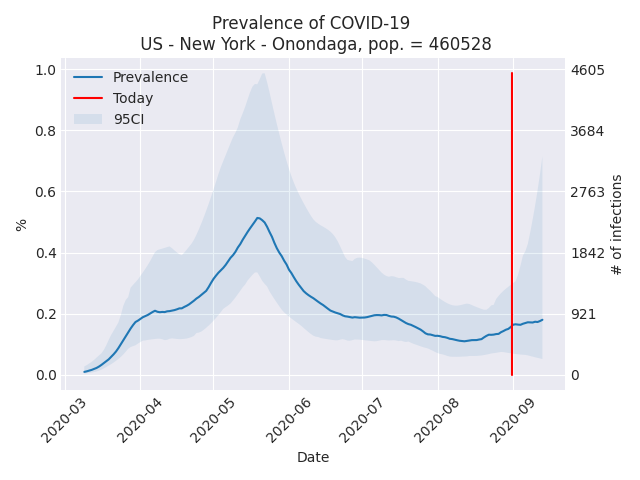 Prevalence of COVID-19
US - New York - Onondaga, pop. = 460528
Prevalence
Today
95CI
1.0
0.8
0.6
0.4
0.2
0.0
%
4605
3684
2763
1842
921
0
# of infections
2020-03
2020-04
2020-05
2020-06
2020-07
2020-08
2020-09
Date